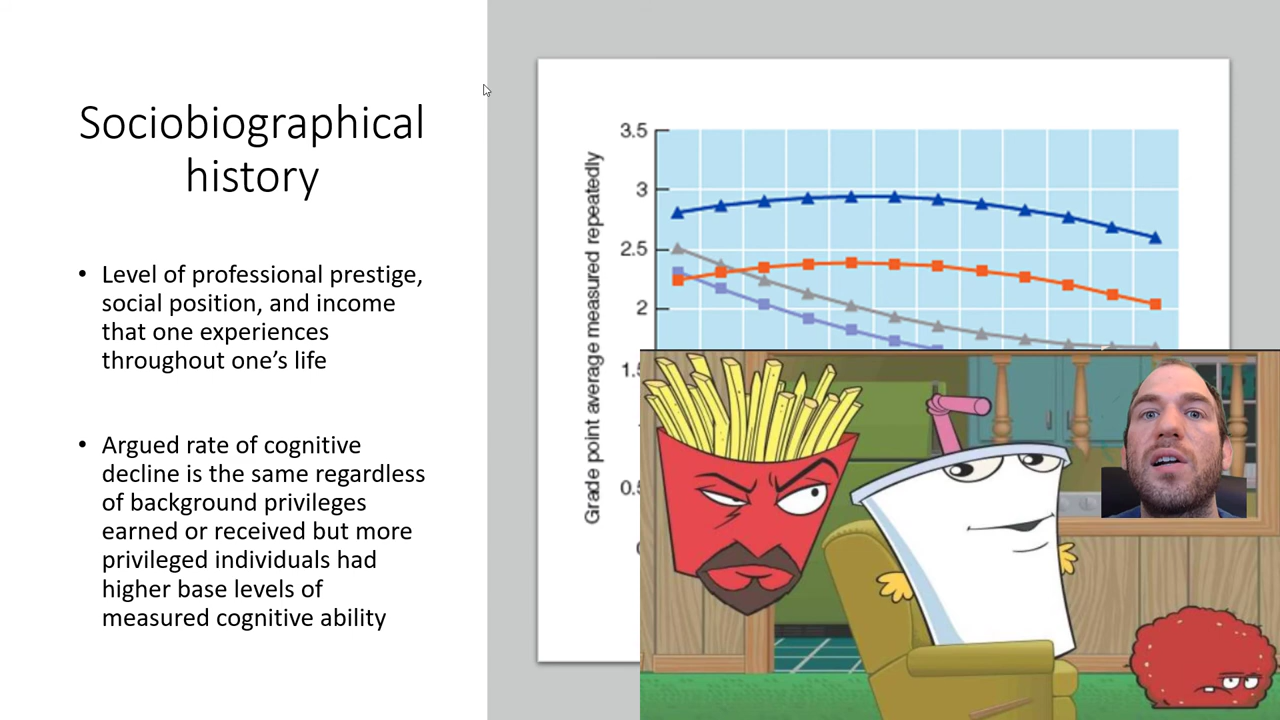 Sociobiographical
history
• Level of professional prestige,
social position, and income
that one experiences
throughout one's life
• Argued rate of cognitive
decline is the same regardless
of background privileges
earned or received but more
privileged individuals had
higher base levels of
measured cognitive ability
Grade point average measured repeatedly
3.5
3
2.5
2
1.5
0.5